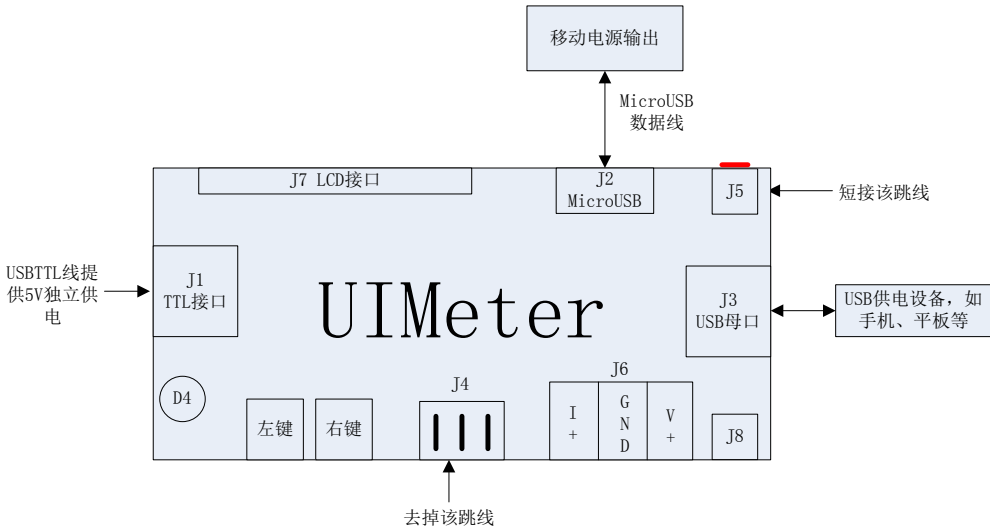 移动电源输出
MicroUSB
数据线
J7 LCD接口
J2
MicroUSB
J5
短接该跳线
USBTTL线提
供5V独立供
电
J1
TTL接口
UIMeter
J3
USB母口
USB供电设备，如
手机、平板等
D4
左键
右键
J4
J6
I+
GND
V+
J8
去掉该跳线